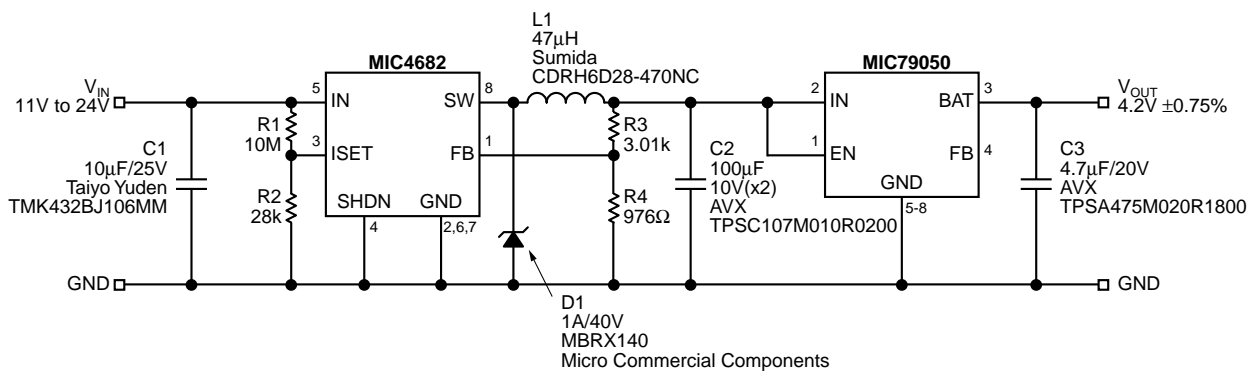 L1
47µH
Sumida
CDRH6D28-470NC
MIC4682
MIC79050
VIN
11V to 24V
5
IN
SW
8
2
IN
BAT
3
VOUT
4.2V ±0.75%
R1
10M
3
ISET
FB
1
R3
3.01k
1
EN
FB
4
C1
10µF/25V
Taiyo Yuden
TMK432BJ106MM
R2
28k
SHDN
4
GND
2,6,7
R4
976Ω
C2
100µF
10V(x2)
AVX
TPSC107M010R0200
GND
5-8
C3
4.7µF/20V
AVX
TPSA475M020R1800
GND
GND
D1
1A/40V
MBRX140
Micro Commercial Components